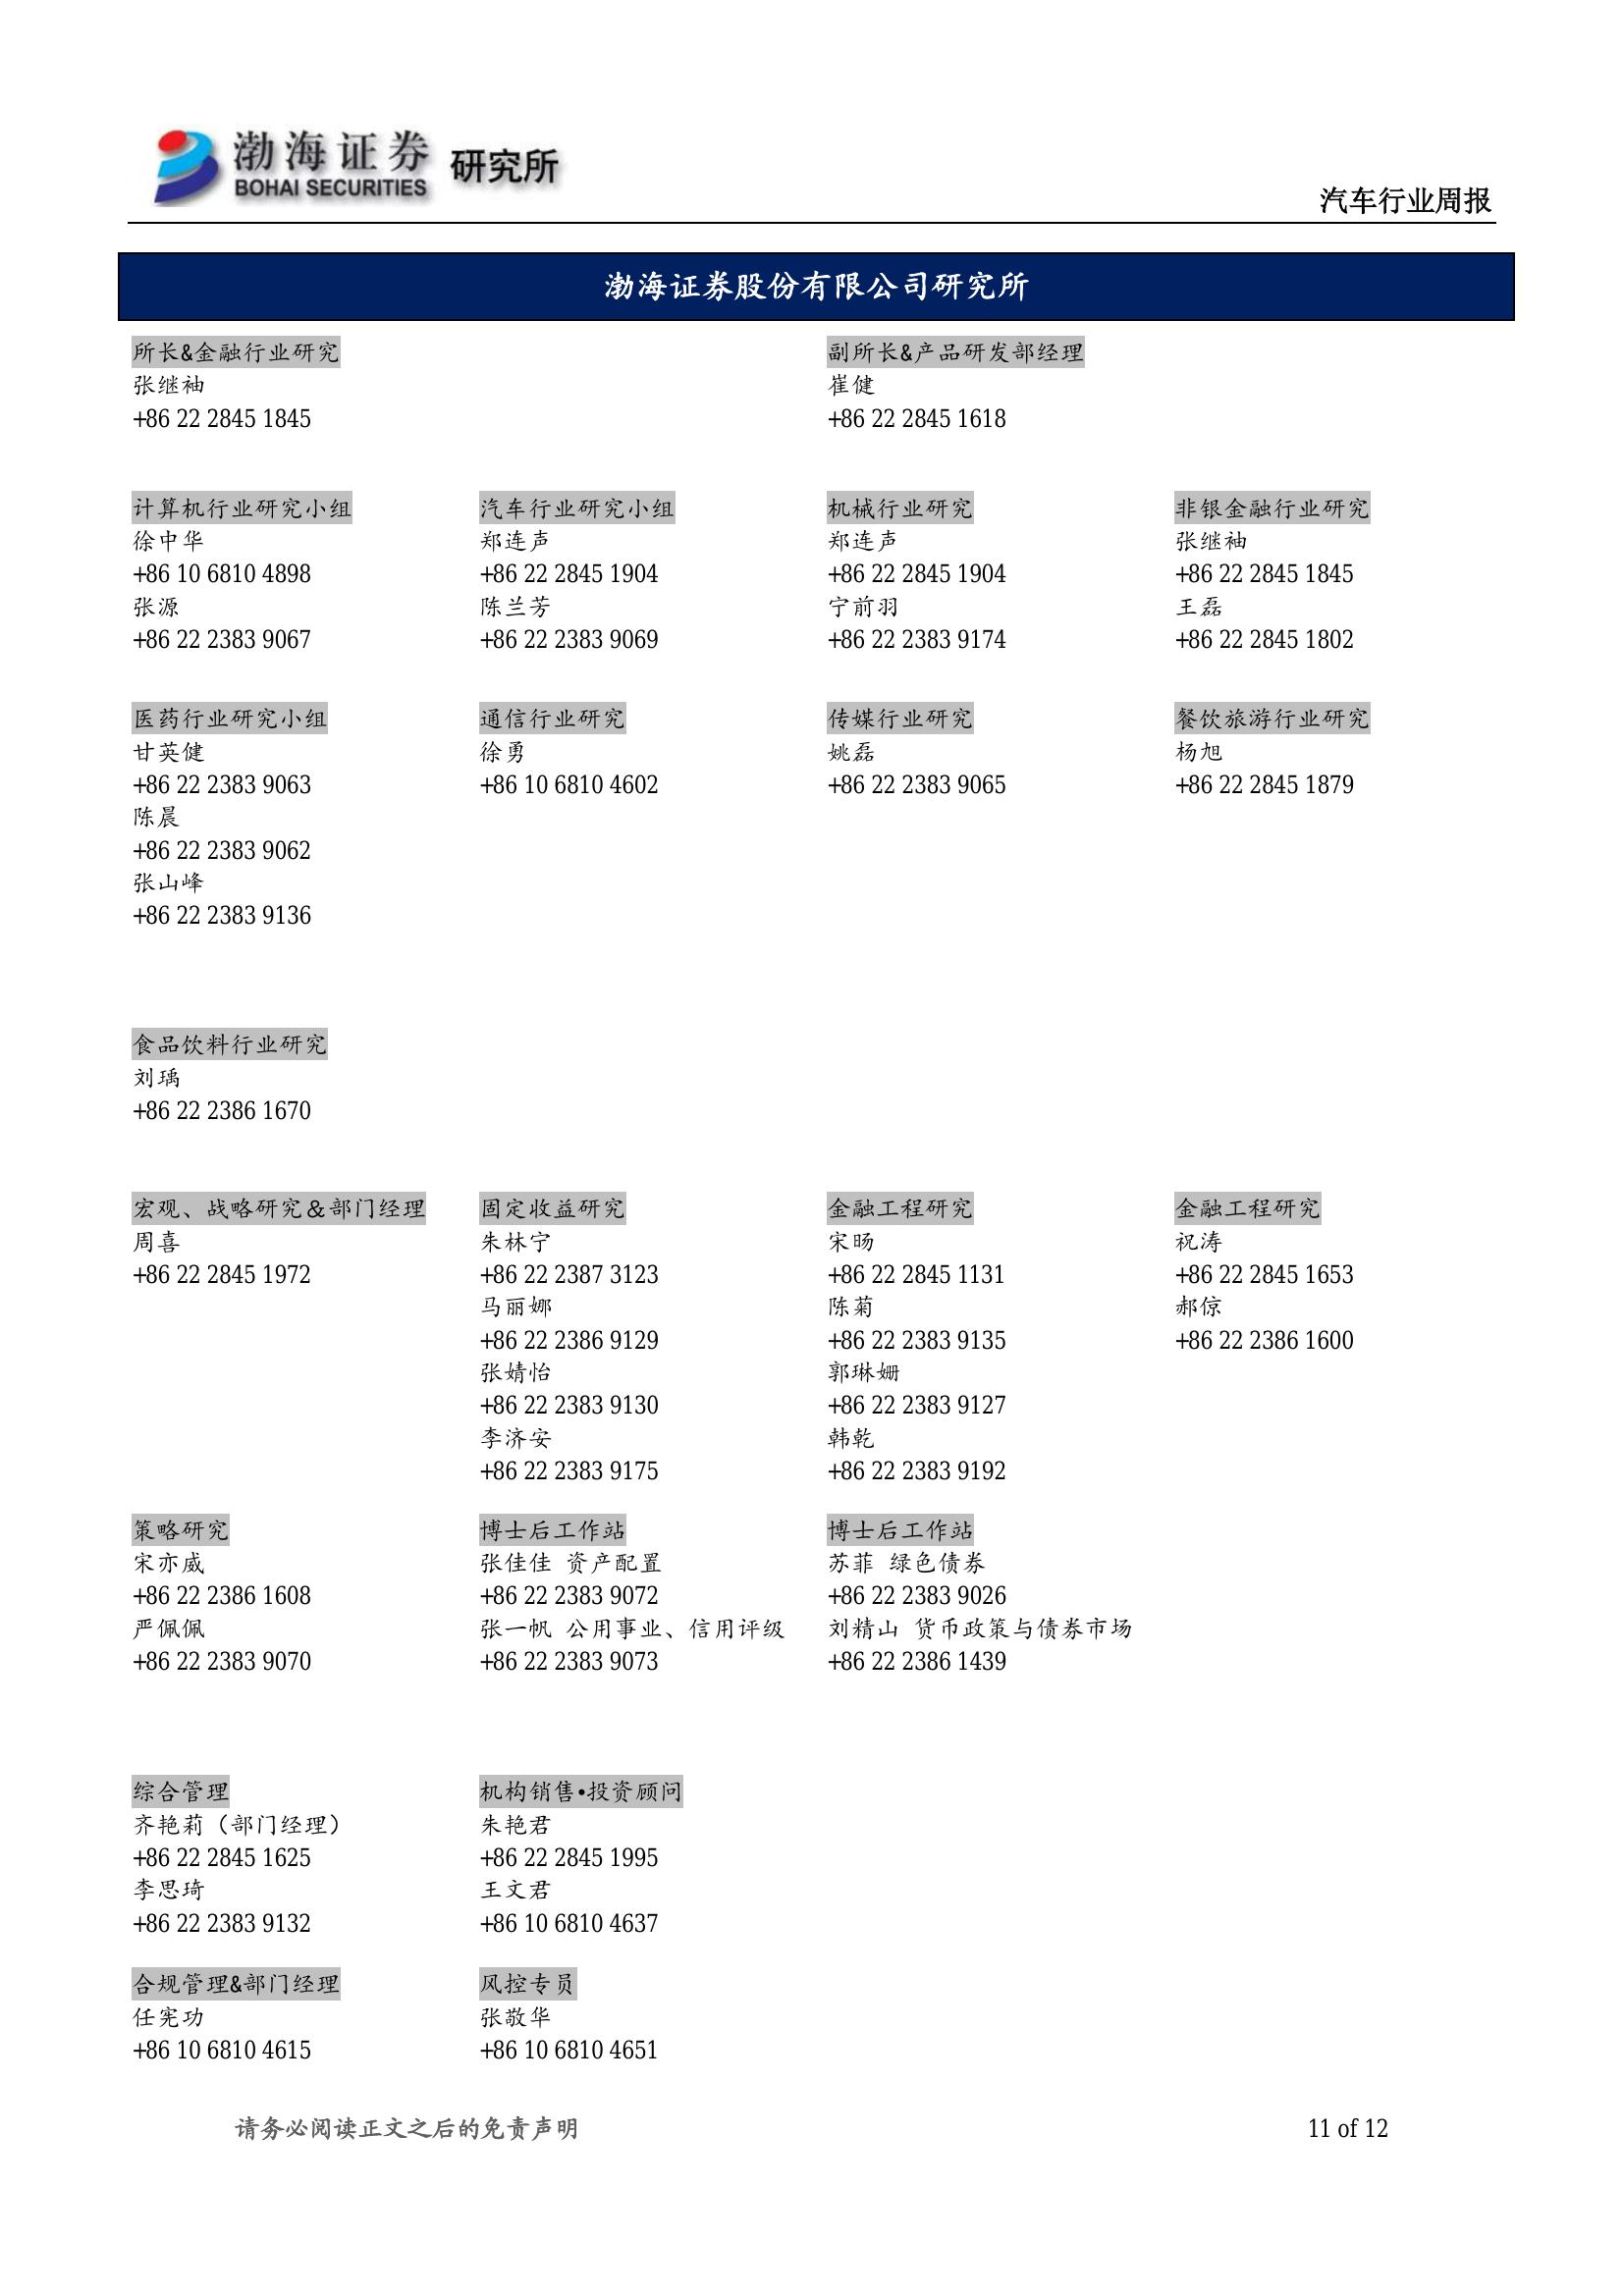 渤海证券 研究所
BOHAI SECURITIES
汽车行业周报
渤海证券股份有限公司研究所
所长&金融行业研究
张继袖
+86 22 2845 1845
副所长&产品研发部经理
崔健
+86 22 2845 1618
计算机行业研究小组
徐中华
+86 10 6810 4898
张源
+86 22 2383 9067
汽车行业研究小组
郑连声
+86 22 2845 1904
陈兰芳
+86 22 2383 9069
机械行业研究
郑连声
+86 22 2845 1904
宁前羽
+86 22 2383 9174
非银金融行业研究
张继袖
+86 22 2845 1845
王磊
+86 22 2845 1802
医药行业研究小组
甘英健
+86 22 2383 9063
陈晨
+86 22 2383 9062
张山峰
+86 22 2383 9136
通信行业研究
徐勇
+86 10 6810 4602
传媒行业研究
姚磊
+86 22 2383 9065
餐饮旅游行业研究
杨旭
+86 22 2845 1879
食品饮料行业研究
刘瑀
+86 22 2386 1670
宏观、战略研究＆部门经理
周喜
+86 22 2845 1972
固定收益研究
朱林宁
+86 22 2387 3123
马丽娜
+86 22 2386 9129
张婧怡
+86 22 2383 9130
李济安
+86 22 2383 9175
金融工程研究
宋旸
+86 22 2845 1131
陈菊
+86 22 2383 9135
郭琳姗
+86 22 2383 9127
韩乾
+86 22 2383 9192
金融工程研究
祝涛
+86 22 2845 1653
郝倞
+86 22 2386 1600
策略研究
宋亦威
+86 22 2386 1608
严佩佩
+86 22 2383 9070
博士后工作站
张佳佳 资产配置
+86 22 2383 9072
张一帆 公用事业、信用评级
+86 22 2383 9073
博士后工作站
苏菲 绿色债券
+86 22 2383 9026
刘精山 货币政策与债券市场
+86 22 2386 1439
综合管理
齐艳莉（部门经理）
+86 22 2845 1625
李思琦
+86 22 2383 9132
机构销售•投资顾问
朱艳君
+86 22 2845 1995
王文君
+86 10 6810 4637
合规管理&部门经理
任宪功
+86 10 6810 4615
风控专员
张敬华
+86 10 6810 4651
请务必阅读正文之后的免责声明
11 of 12